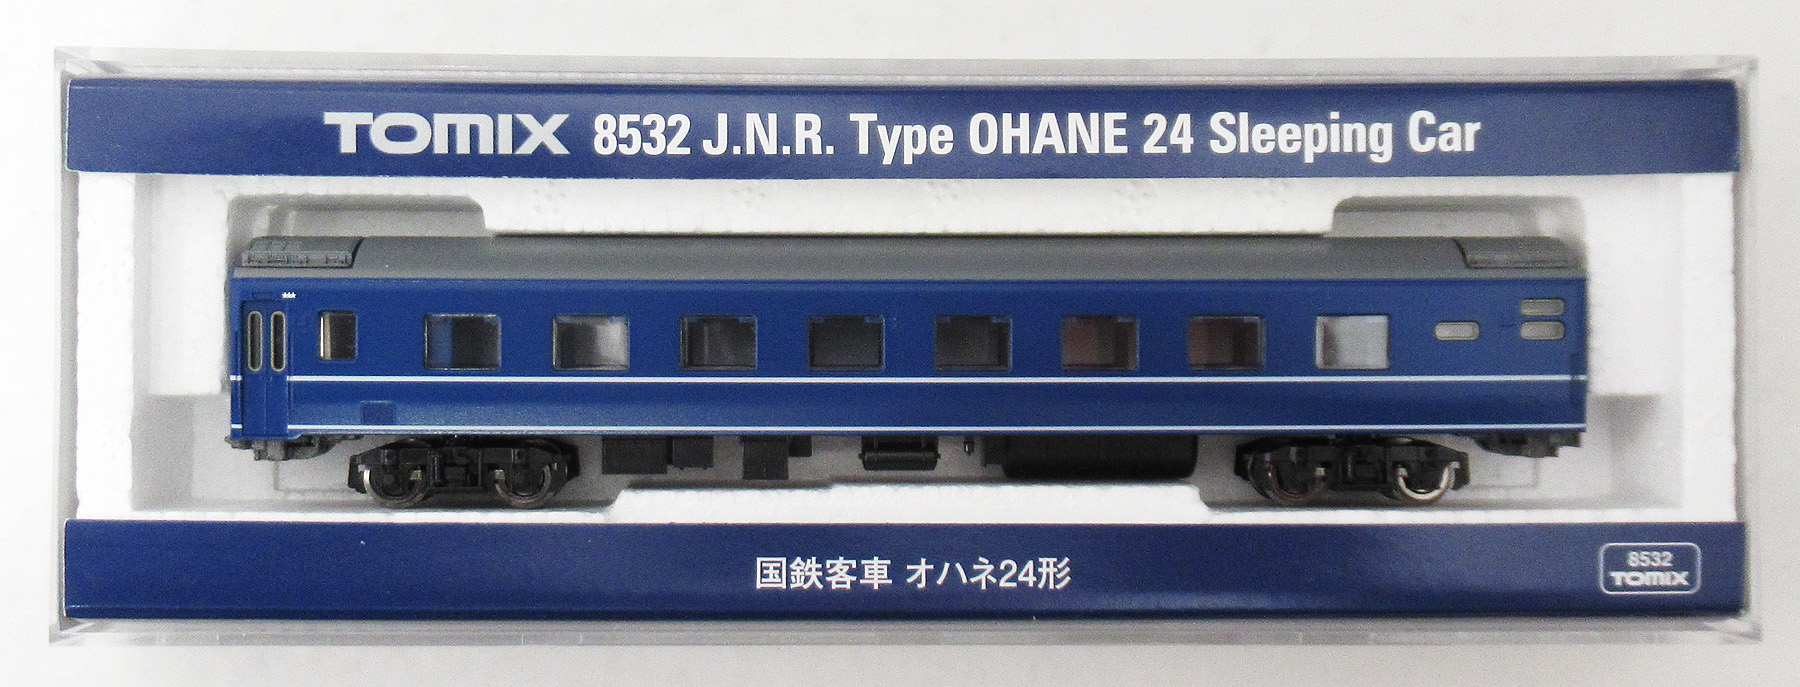 TOMIX 8532 J.N.R. Type OHANE 24 Sleeping Car
★★★
国鉄客車 オハネ24形
8532
TOMIX